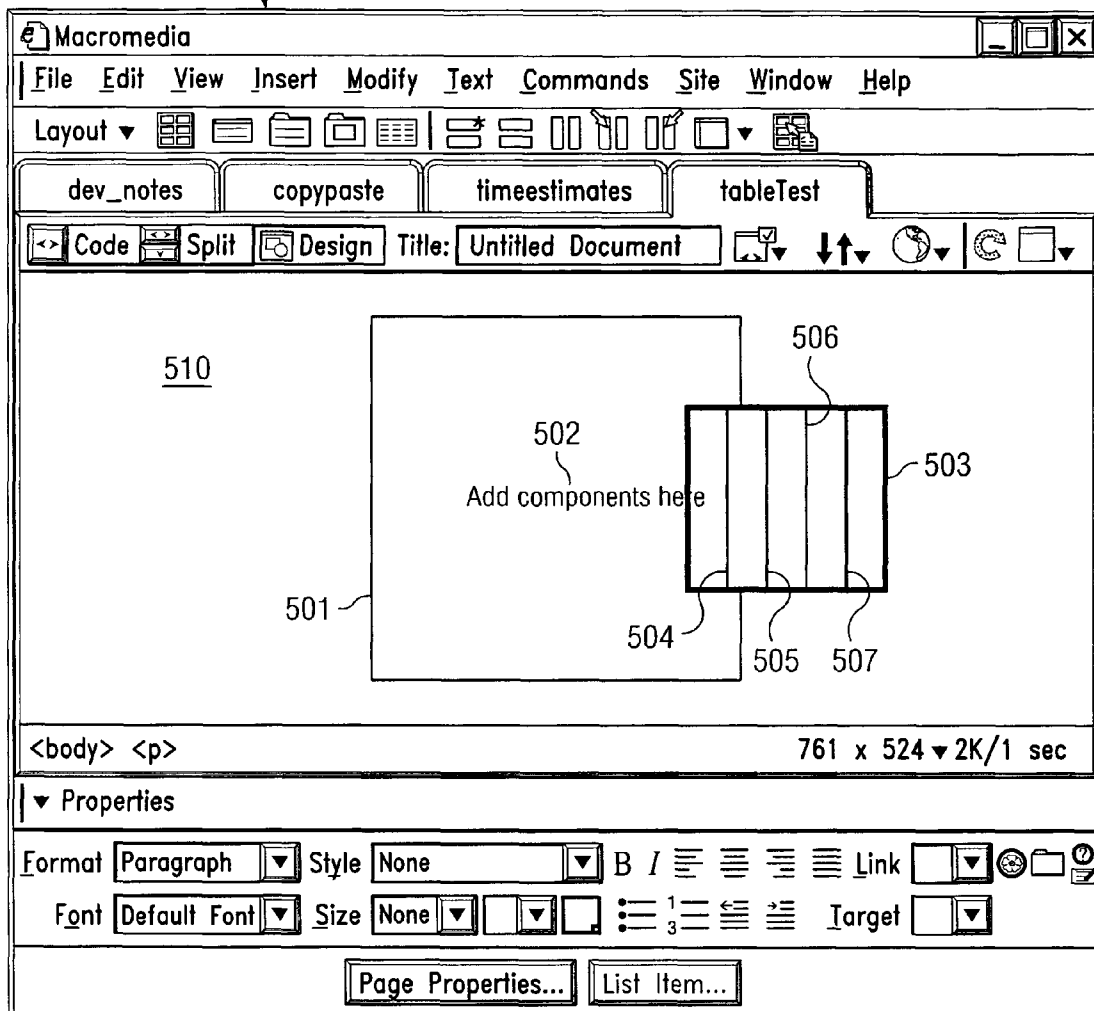 Macromedia
File Edit View Insert Modify Text Commands Site Window Help
Layout
dev_notes copypaste timeestimates tableTest
Code Split Design Title: Untitled Document
510
506
502
503
Add components here
501
504
505
507
<body> <p> 761 x 524 2K/1 sec
Properties
Format Paragraph Style None B I Link
Font Default Font Size None 1 3 Target
Page Properties... List Item...